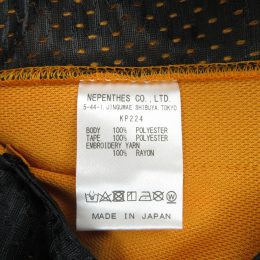 NEPENTHES CO., LTD.
5-44-1, JINGUMAE SHIBUYA TOKYO
KP224
BODY 100% POLYESTER
TAPE 100% POLYESTER
EMBROIDERY YARN
100% RAYON
MADE IN JAPAN